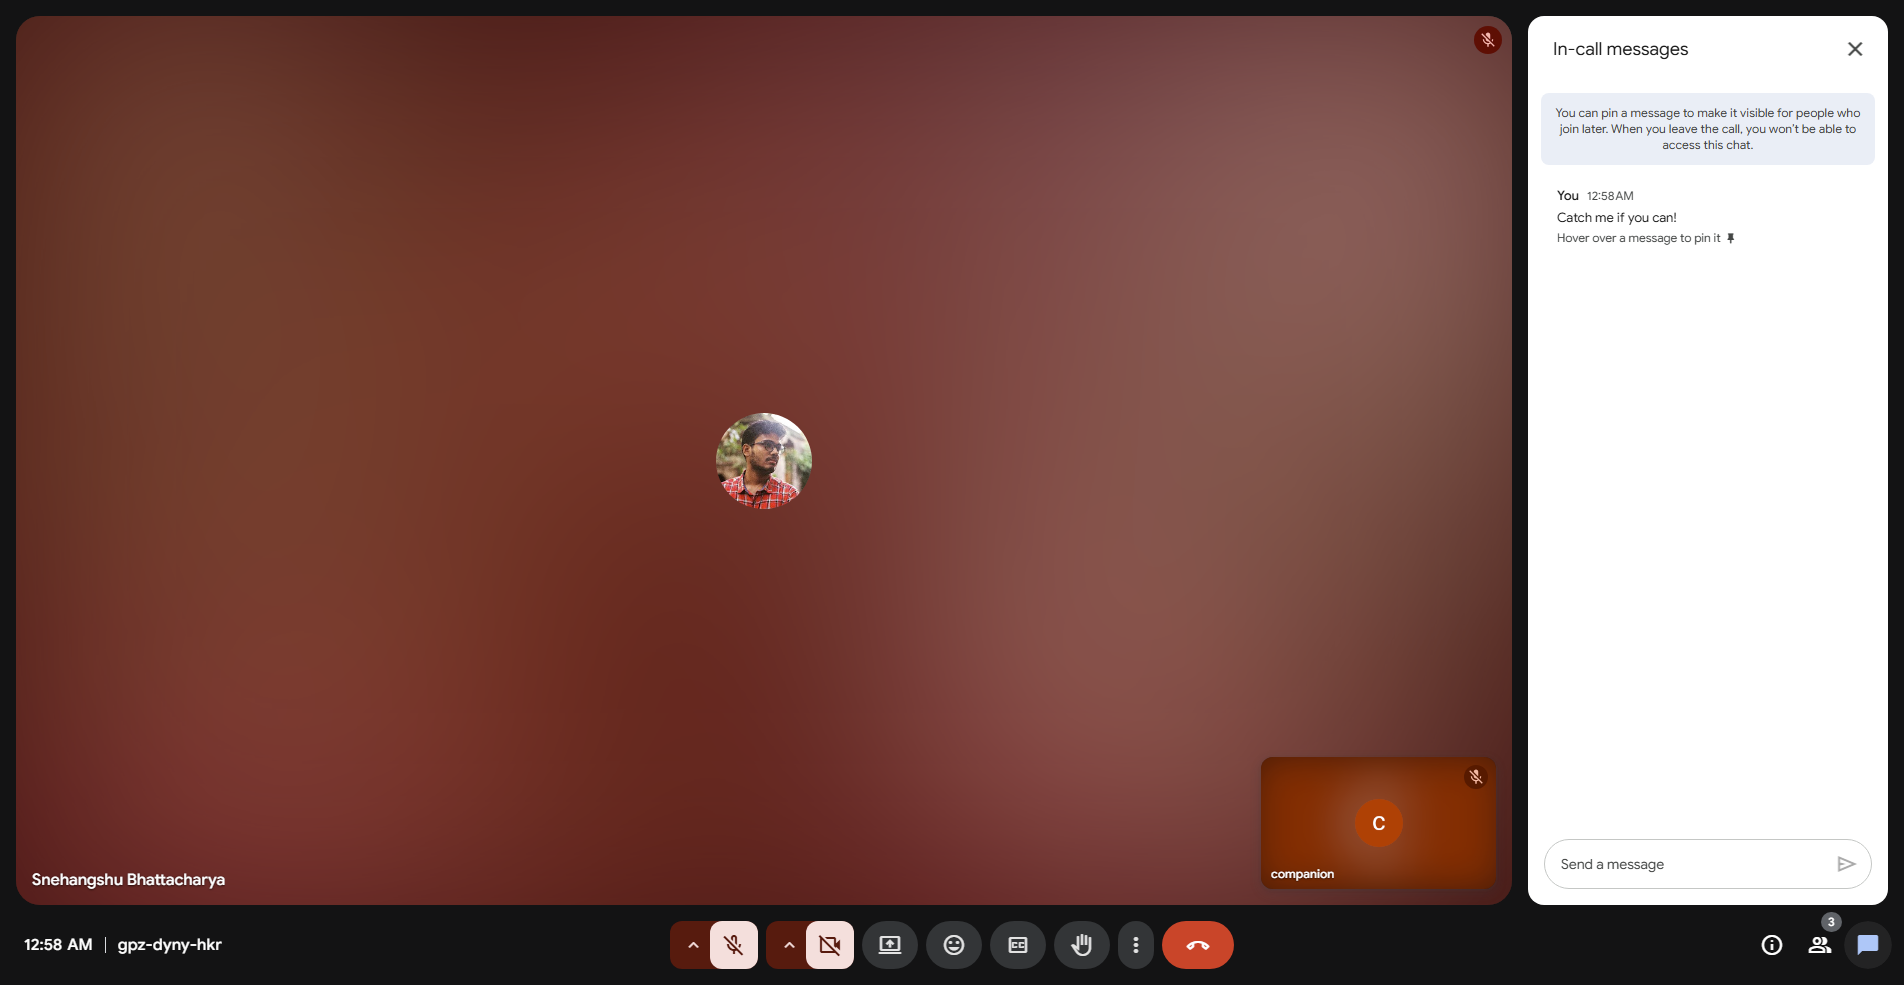 In-call messages
You can pin a message to make it visible for people who
join later. When you leave the call, you won't be able to
access this chat.
You 12:58 AM
Catch me if you can!
Hover over a message to pin it
C
companion
Snehangshu Bhattacharya
Send a message
12:58 AM | gpz-dyny-hkr
CC
3